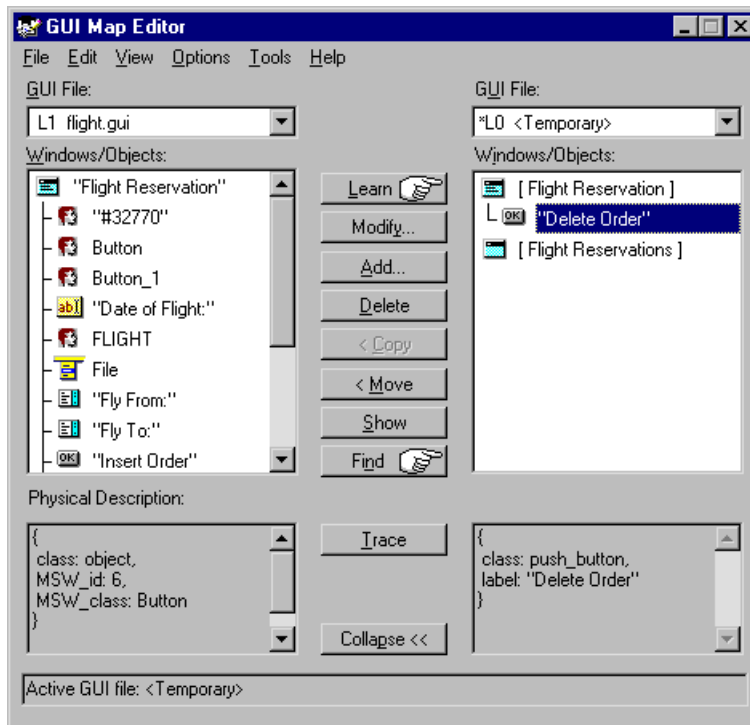 GUI Map Editor
File Edit View Options Tools Help
GUI File:
L1 flight.gui
Windows/Objects:
"Flight Reservation"
"#32770"
Button
Button_1
"Date of Flight:"
FLIGHT
File
"Fly From:"
"Fly To:"
"Insert Order"
Learn
Modify...
Add...
Delete
< Copy
< Move
Show
Find
GUI File:
*L0 <Temporary>
Windows/Objects:
[ Flight Reservation ]
OK "Delete Order"
[ Flight Reservations ]
Physical Description:
{
class: object,
MSW_id: 6,
MSW_class: Button
}
Trace
Collapse <<
{
class: push_button,
label: "Delete Order"
}
Active GUI file: <Temporary>